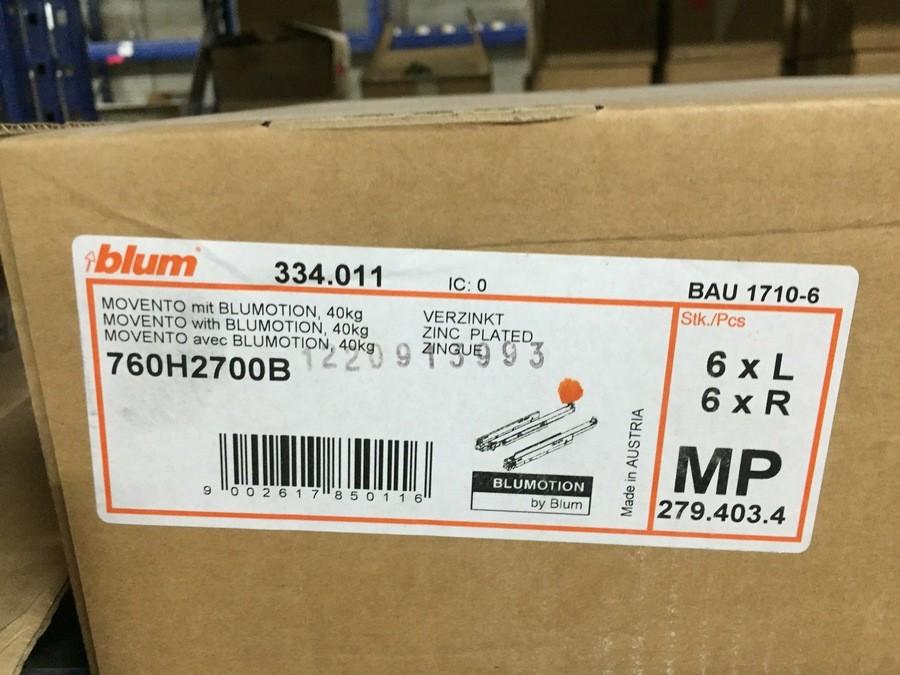 blum
334.011
IC: 0
BAU 1710-6
MOVENTO mit BLUMOTION, 40kg
MOVENTO with BLUMOTION, 40kg
MOVENTO avec BLUMOTION, 40kg
VERZINKT
ZINC PLATED
ZINGUE
760H2700B
1220913993
9 002617 850116
BLUMOTION
by Blum
Made in AUSTRIA
Stk./Pcs
6 x L
6 x R
MP
279.403.4